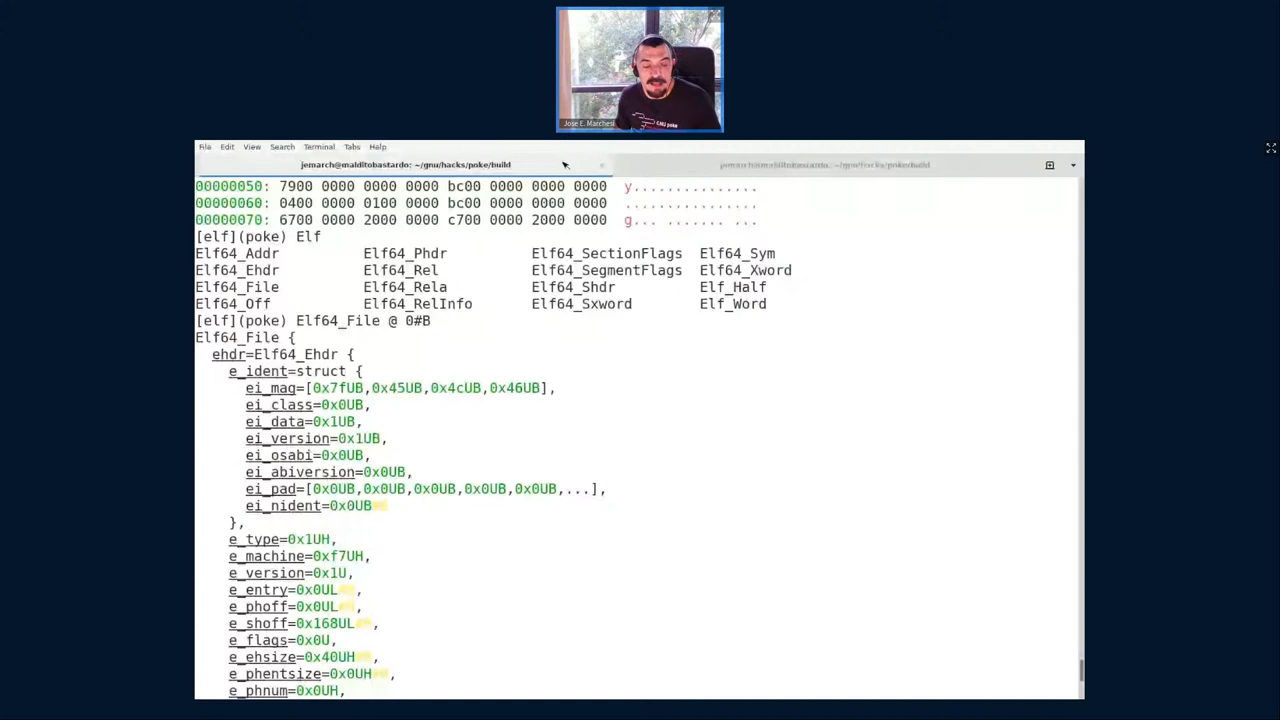 GNU poke
Jose E. Marchesi
File Edit View Search Terminal Tabs Help
jemarch@malditobastardo: ~/gnu/hacks/poke/build
00000050: 7900 0000 0000 0000 bc00 0000 0000 0000 y...............
00000060: 0400 0000 0100 0000 bc00 0000 0000 0000 ................
00000070: 6700 0000 2000 0000 c700 0000 2000 0000 g... ....... ...
[elf](poke) Elf
Elf64_Addr Elf64_Phdr Elf64_SectionFlags Elf64_Sym
Elf64_Ehdr Elf64_Rel Elf64_SegmentFlags Elf64_Xword
Elf64_File Elf64_Rela Elf64_Shdr Elf_Half
Elf64_Off Elf64_RelInfo Elf64_Sxword Elf_Word
[elf](poke) Elf64_File @ 0#B
Elf64_File {
ehdr=Elf64_Ehdr {
e_ident=struct {
ei_mag=[0x7fUB,0x45UB,0x4cUB,0x46UB],
ei_class=0x0UB,
ei_data=0x1UB,
ei_version=0x1UB,
ei_osabi=0x0UB,
ei_abiversion=0x0UB,
ei_pad=[0x0UB,0x0UB,0x0UB,0x0UB,0x0UB,...],
ei_nident=0x0UB
},
e_type=0x1UH,
e_machine=0xf7UH,
e_version=0x1U,
e_entry=0x0UL ,
e_phoff=0x0UL ,
e_shoff=0x168UL ,
e_flags=0x0U,
e_ehsize=0x40UH ,
e_phentsize=0x0UH ,
e_phnum=0x0UH,